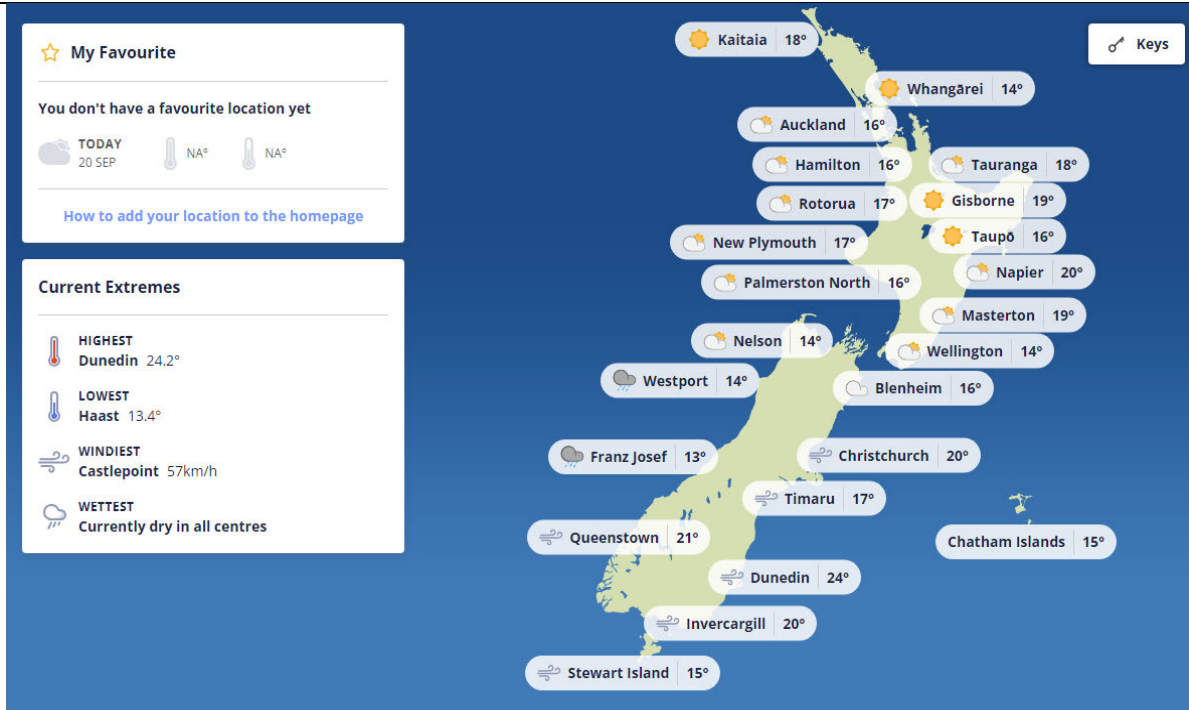 My Favourite
You don't have a favourite location yet
TODAY
20 SEP
NA°
NA°
How to add your location to the homepage
Current Extremes
HIGHEST
Dunedin 24.2°
LOWEST
Haast 13.4°
WINDIEST
Castlepoint 57km/h
WETTEST
Currently dry in all centres
Keys
Kaitaia 18°
Whangārei 14°
Auckland 16°
Hamilton 16°
Tauranga 18°
Rotorua 17°
Gisborne 19°
New Plymouth 17°
Taupō 16°
Palmerston North 16°
Napier 20°
Masterton 19°
Nelson 14°
Wellington 14°
Westport 14°
Blenheim 16°
Franz Josef 13°
Christchurch 20°
Timaru 17°
Queenstown 21°
Chatham Islands 15°
Dunedin 24°
Invercargill 20°
Stewart Island 15°